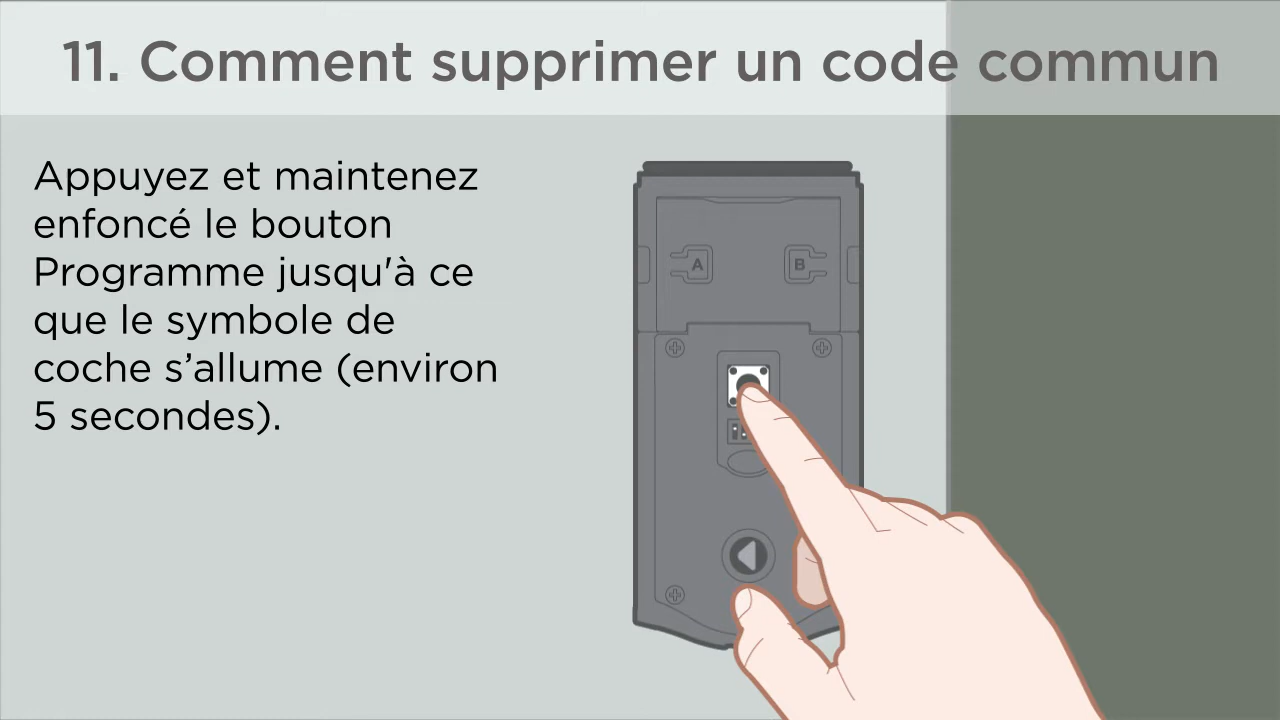 11. Comment supprimer un code commun
Appuyez et maintenez
enfoncé le bouton
Programme jusqu'à ce
que le symbole de
coche s’allume (environ
5 secondes).
A
B